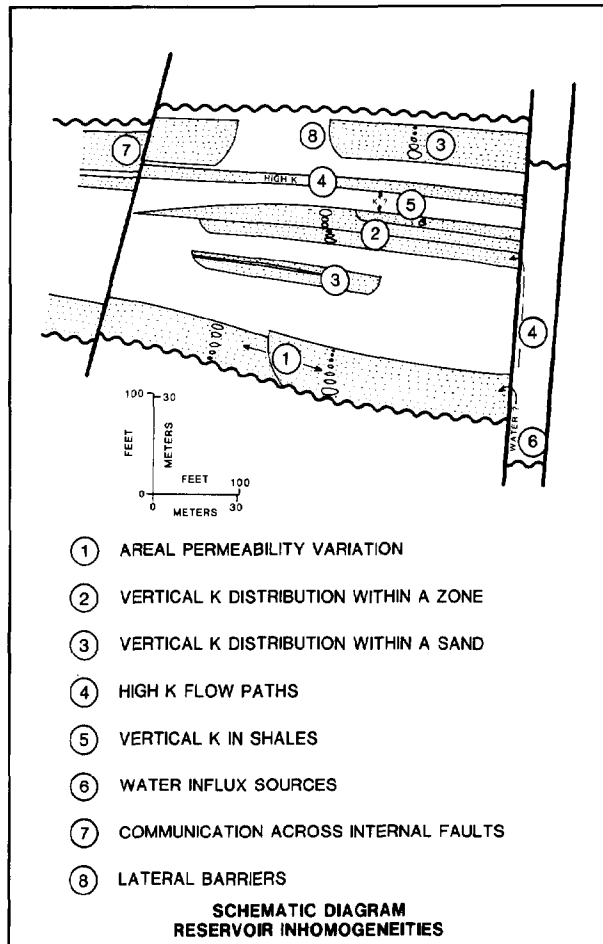 8
3
7
HIGH K
4
K ?
5
2
3
4
1
WATER ?
6
100
30
FEET
METERS
FEET 100
0
0 METERS 30
1 AREAL PERMEABILITY VARIATION
2 VERTICAL K DISTRIBUTION WITHIN A ZONE
3 VERTICAL K DISTRIBUTION WITHIN A SAND
4 HIGH K FLOW PATHS
5 VERTICAL K IN SHALES
6 WATER INFLUX SOURCES
7 COMMUNICATION ACROSS INTERNAL FAULTS
8 LATERAL BARRIERS
SCHEMATIC DIAGRAM
RESERVOIR INHOMOGENEITIES